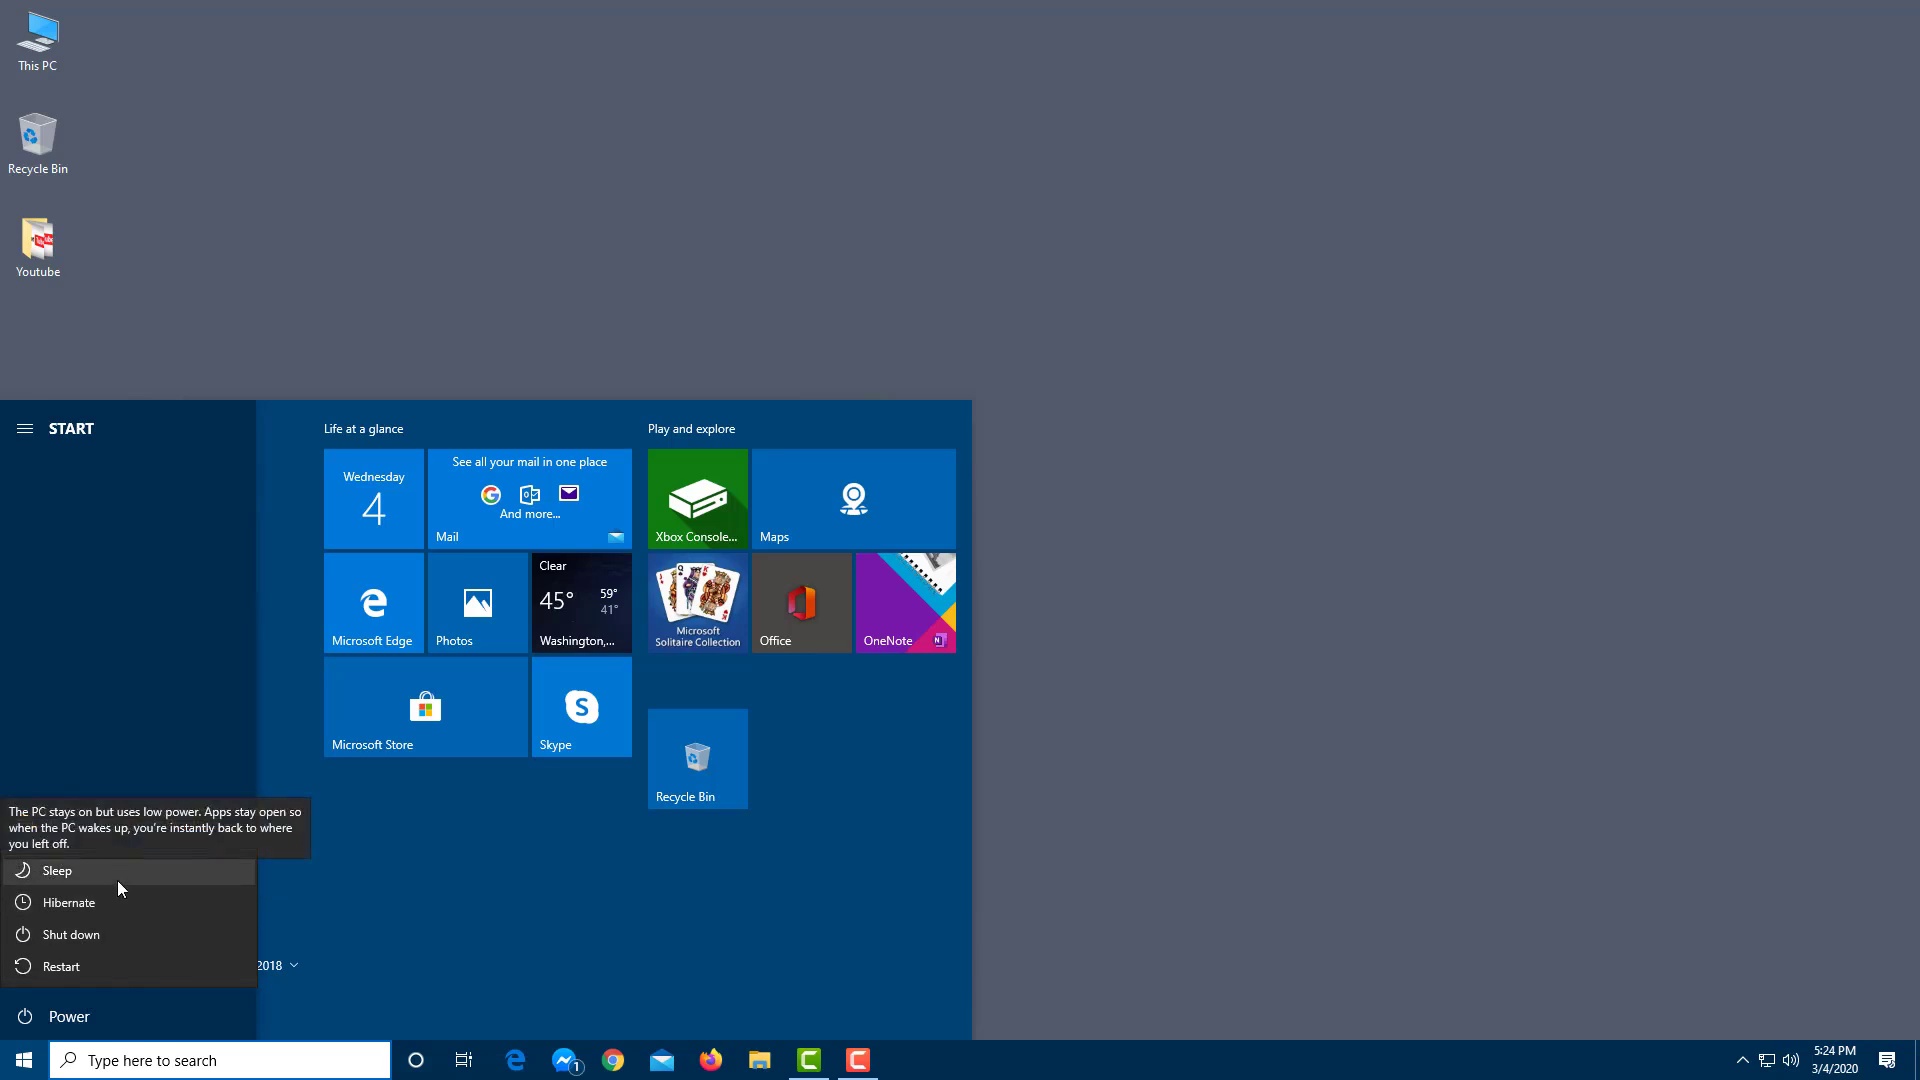 This PC
Recycle Bin
Youtube
START
Life at a glance
Play and explore
Wednesday
4
See all your mail in one place
And more...
Mail
Xbox Console...
Maps
Microsoft Edge
Photos
Clear
45°
59°
41°
Washington,...
Microsoft
Solitaire Collection
Office
OneNote
Microsoft Store
Skype
Recycle Bin
The PC stays on but uses low power. Apps stay open so
when the PC wakes up, you're instantly back to where
you left off.
Sleep
Hibernate
Shut down
Restart
2018
Power
Type here to search
1
5:24 PM
3/4/2020